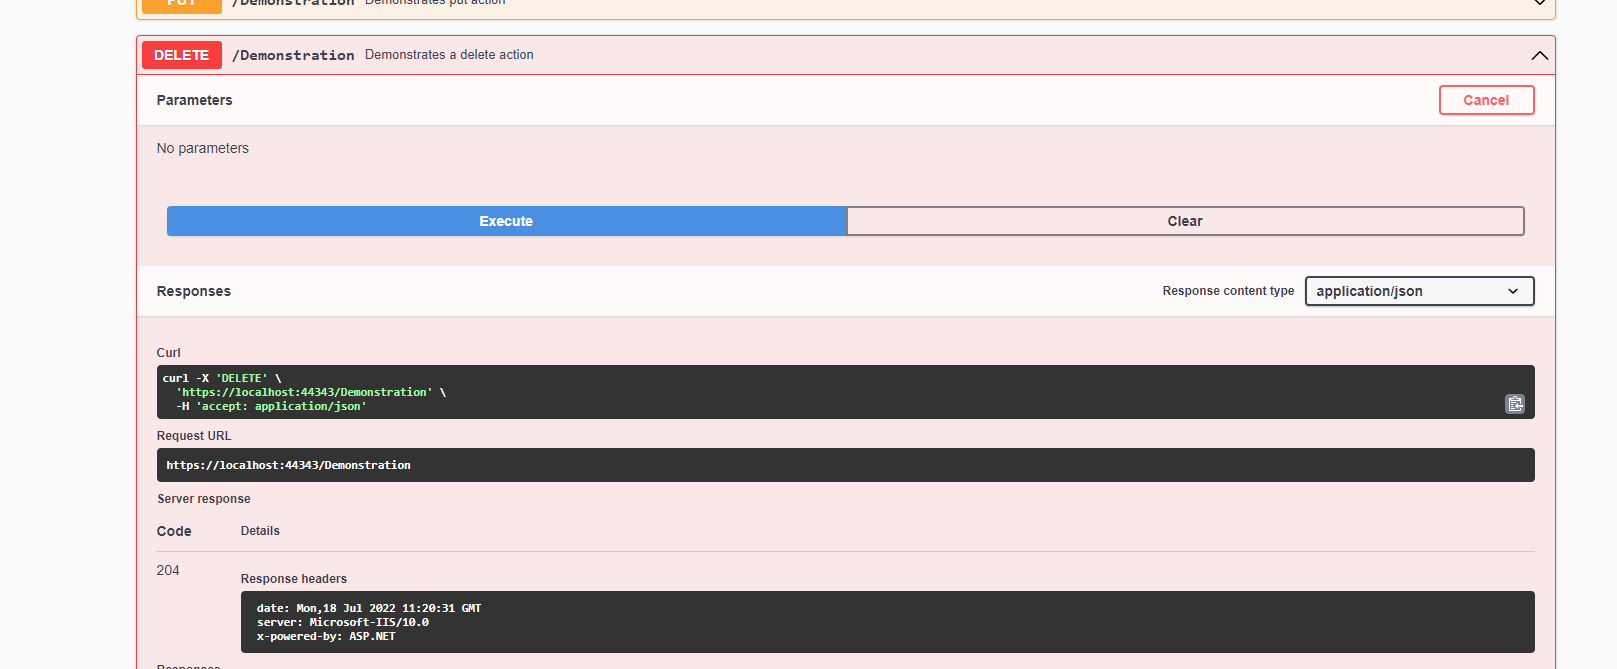 PUT /Demonstration Demonstrates put action
DELETE /Demonstration Demonstrates a delete action
Parameters Cancel
No parameters
Execute Clear
Responses Response content type application/json
Curl
curl -X 'DELETE' \
'https://localhost:44343/Demonstration' \
-H 'accept: application/json'
Request URL
https://localhost:44343/Demonstration
Server response
Code Details
204
Response headers
date: Mon,18 Jul 2022 11:20:31 GMT
server: Microsoft-IIS/10.0
x-powered-by: ASP.NET
Responses